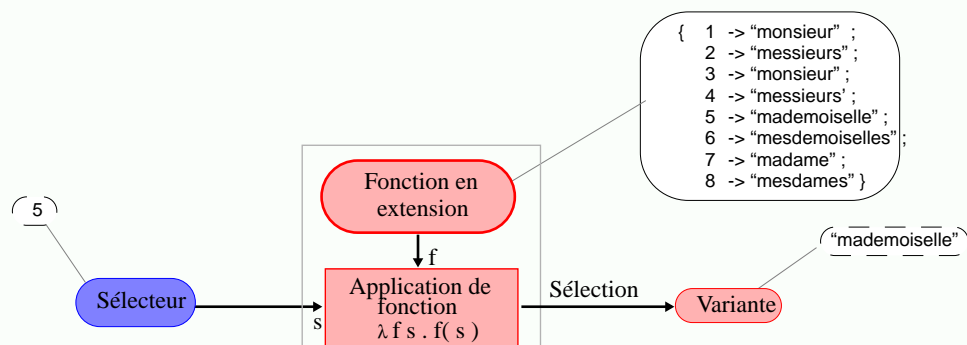 { 1 -> “monsieur” ;
2 -> “messieurs” ;
3 -> “monsieur” ;
4 -> “messieurs’ ;
5 -> “mademoiselle” ;
6 -> “mesdemoiselles” ;
7 -> “madame” ;
8 -> “mesdames” }
Fonction en
extension
5
f
“mademoiselle”
Sélecteur
s
Application de
fonction
λ f s . f( s )
Sélection
Variante